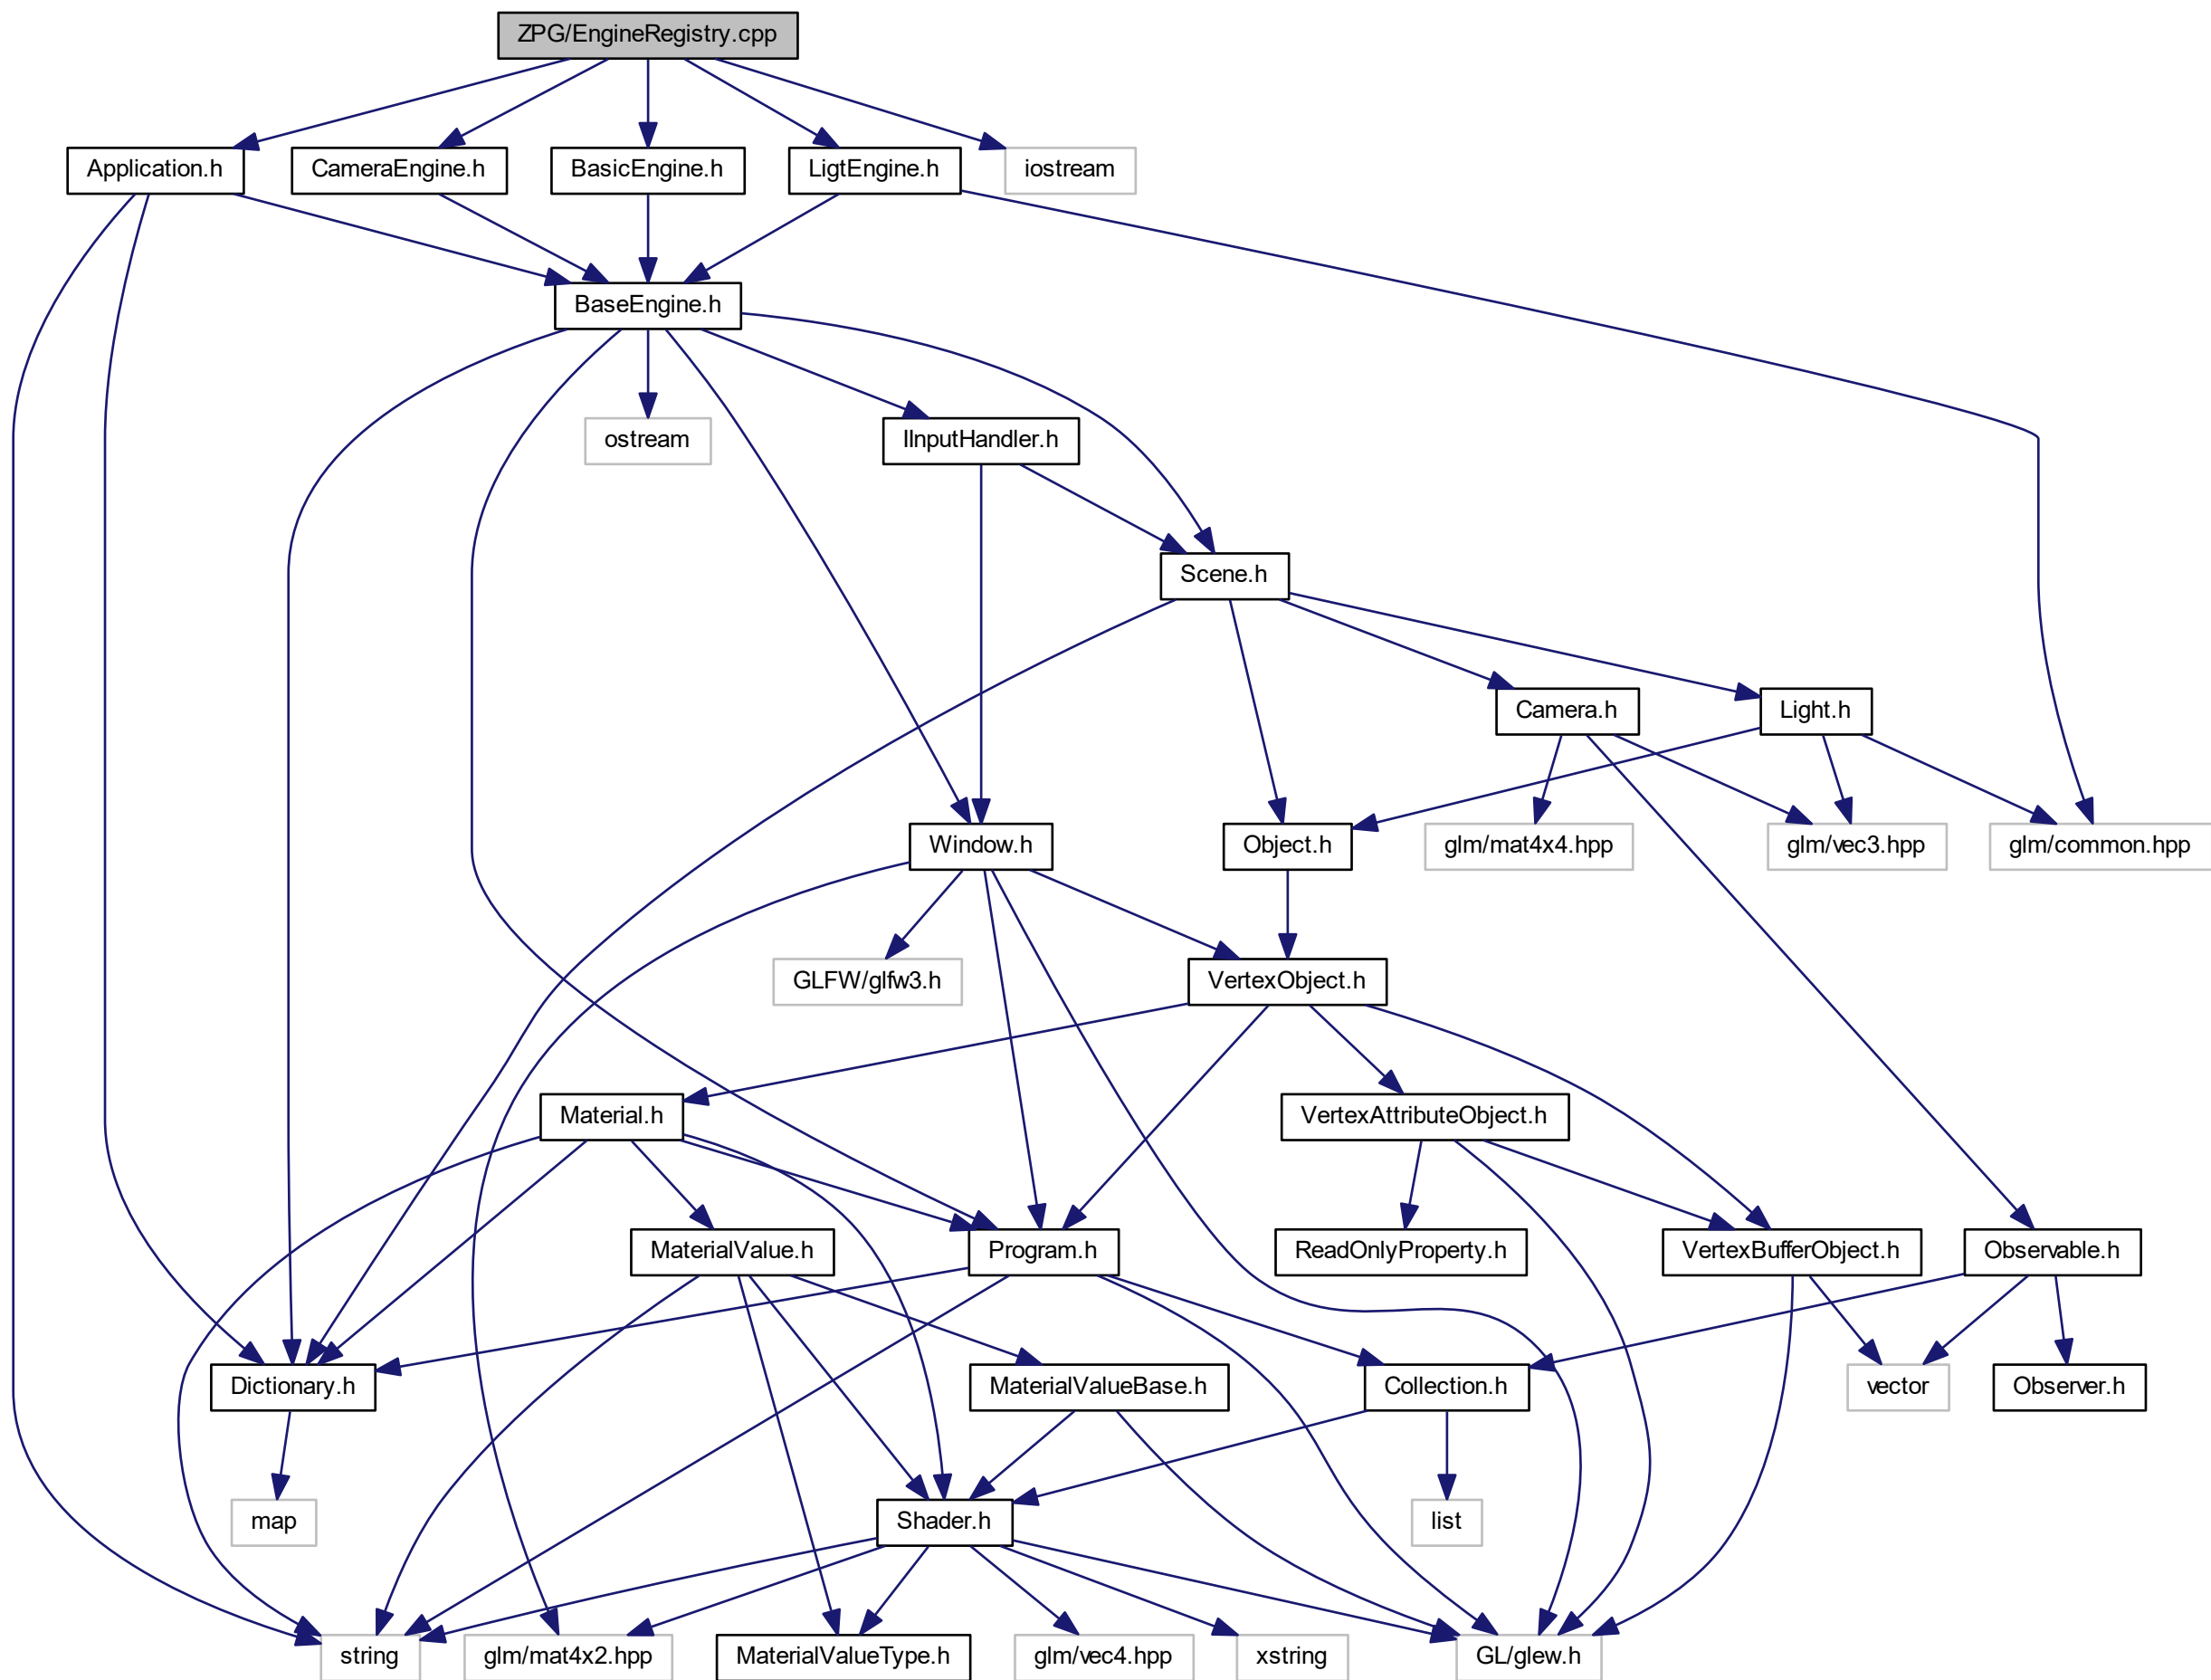 ZPG/EngineRegistry.cpp
Application.h
CameraEngine.h
BasicEngine.h
LigtEngine.h
iostream
BaseEngine.h
ostream
IInputHandler.h
Scene.h
Camera.h
Light.h
Window.h
Object.h
glm/mat4x4.hpp
glm/vec3.hpp
glm/common.hpp
GLFW/glfw3.h
VertexObject.h
Material.h
VertexAttributeObject.h
MaterialValue.h
Program.h
ReadOnlyProperty.h
VertexBufferObject.h
Observable.h
Dictionary.h
MaterialValueBase.h
Collection.h
vector
Observer.h
map
Shader.h
list
string
glm/mat4x2.hpp
MaterialValueType.h
glm/vec4.hpp
xstring
GL/glew.h